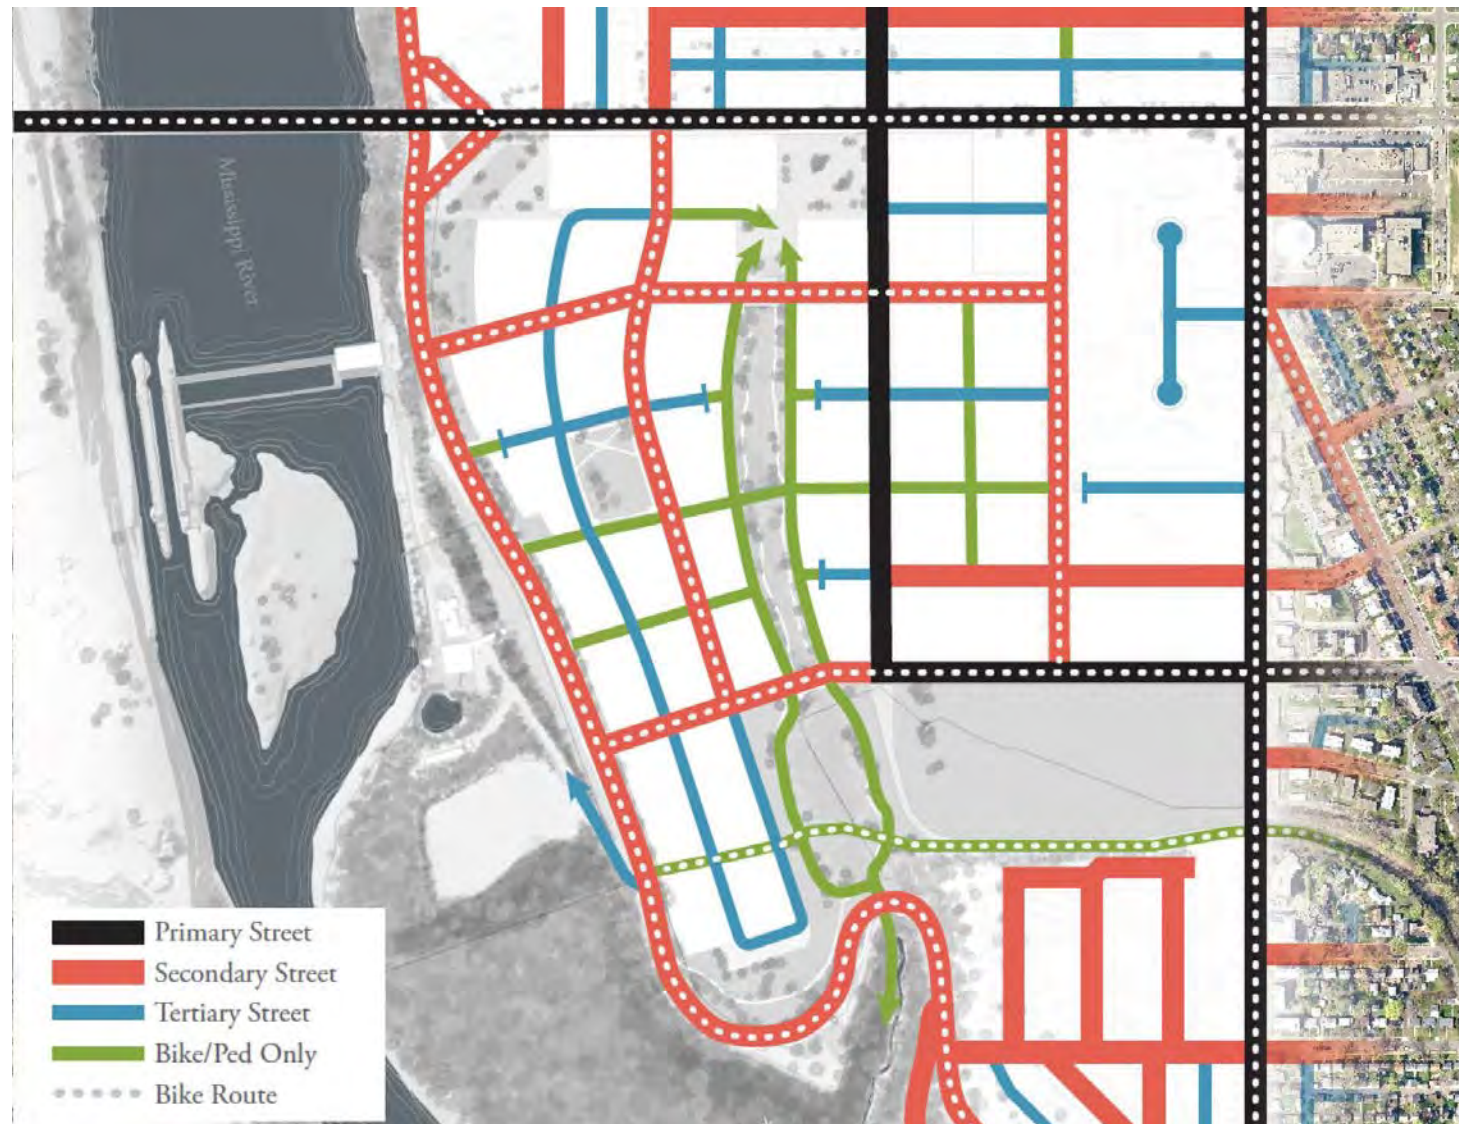 Mississippi River
Primary Street
Secondary Street
Tertiary Street
Bike/Ped Only
Bike Route